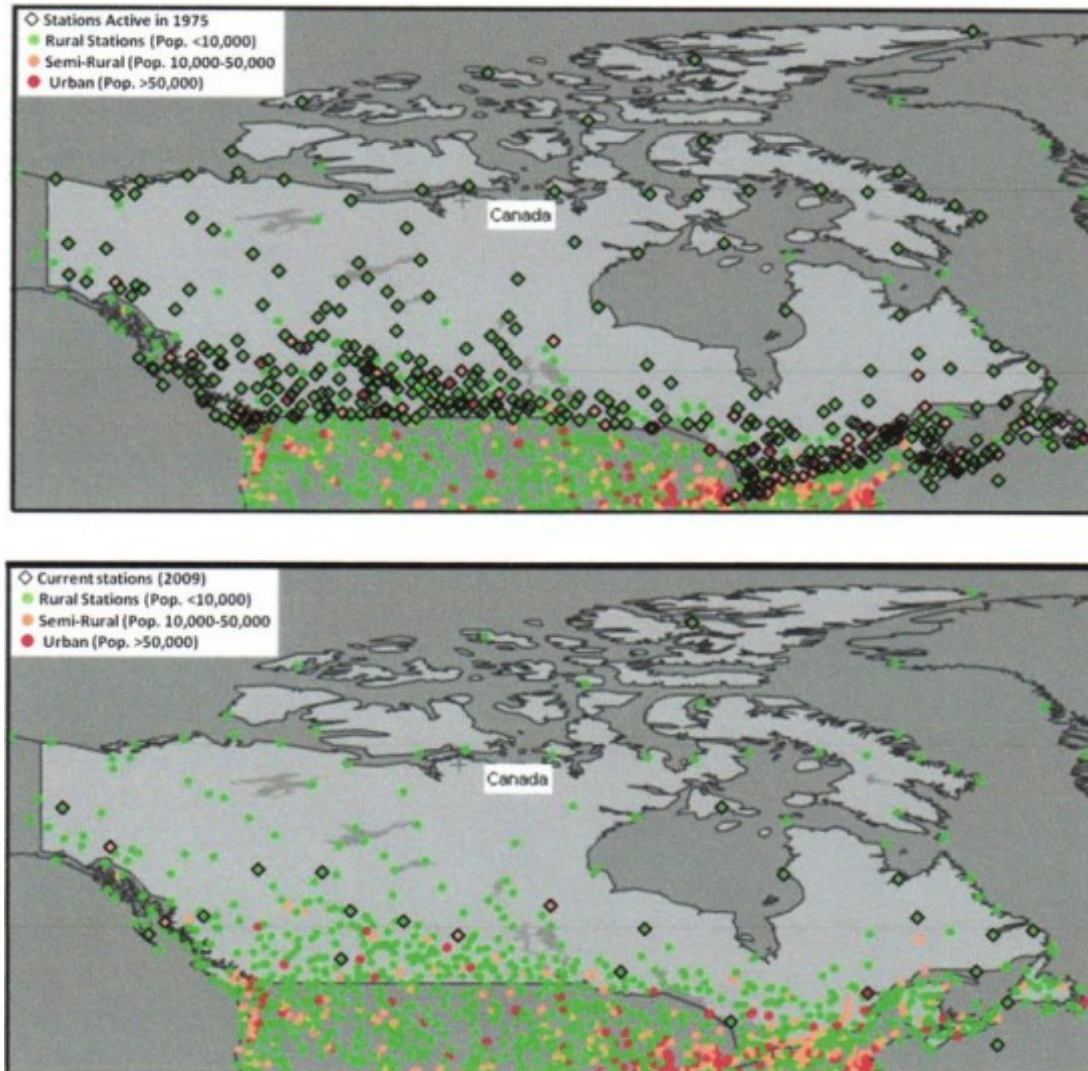 Stations Active in 1975
Rural Stations (Pop. <10,000)
Semi-Rural (Pop. 10,000-50,000
Urban (Pop. >50,000)
Canada
Current stations (2009)
Rural Stations (Pop. <10,000)
Semi-Rural (Pop. 10,000-50,000
Urban (Pop. >50,000)
Canada